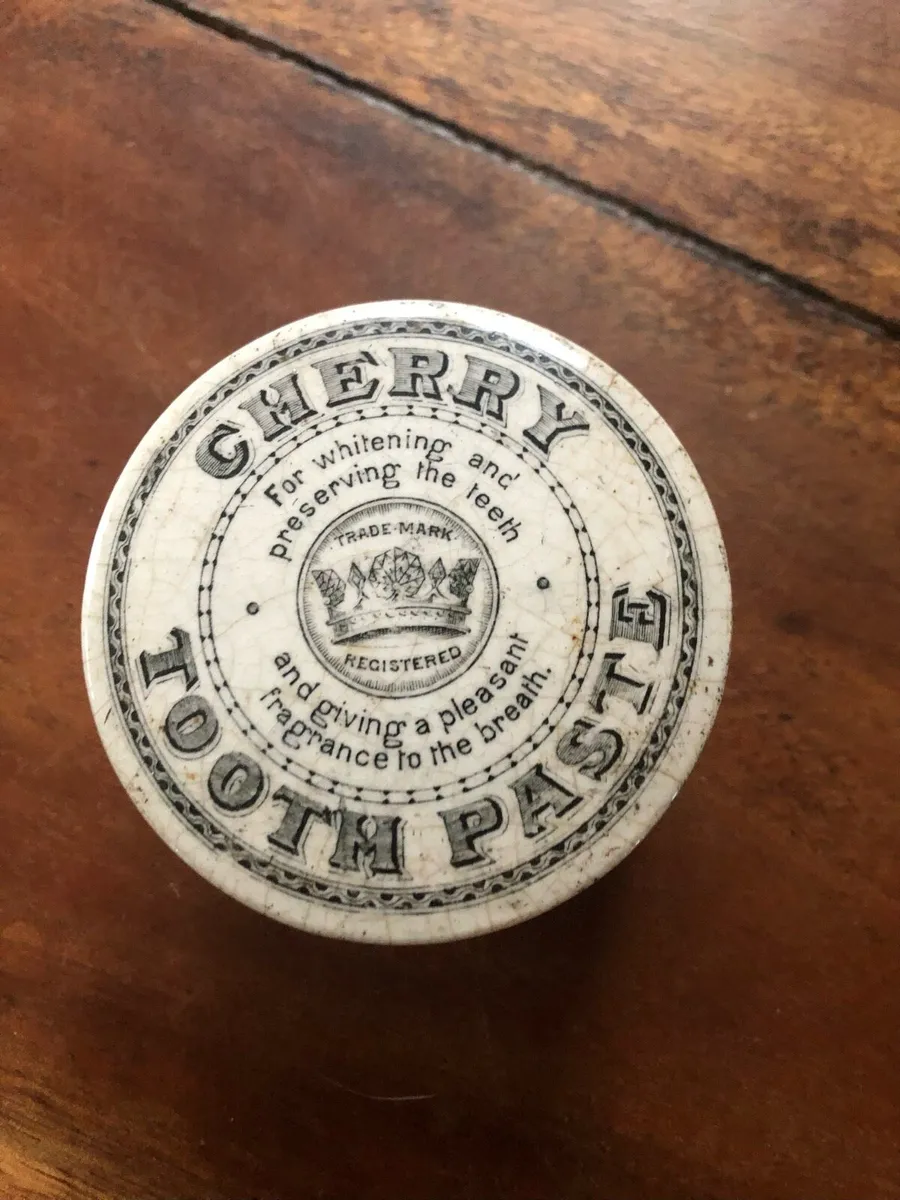 CHERRY
For whitening and
preserving the teeth
TRADE-MARK
REGISTERED
and giving a pleasant
fragrance to the breath.
TOOTH PASTE